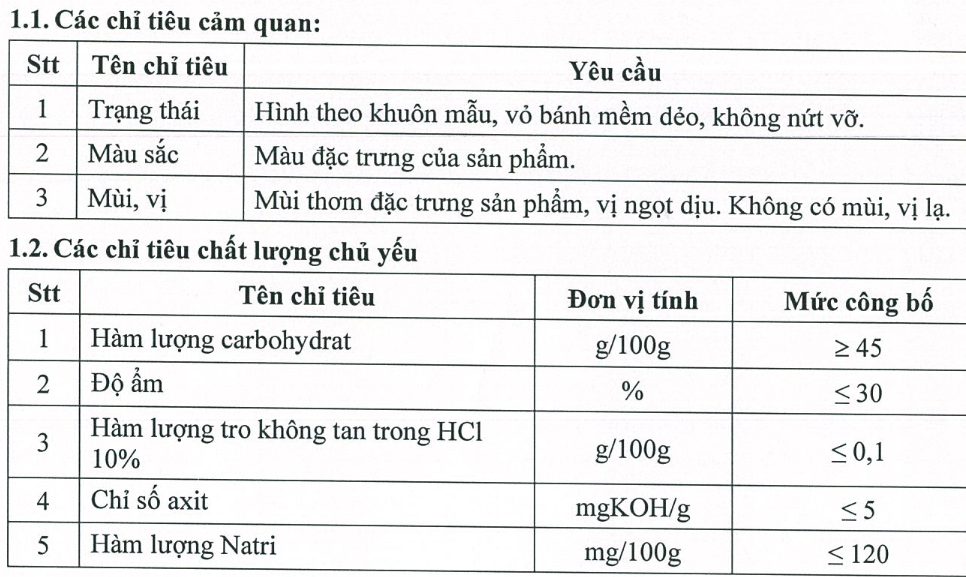 1.1. Các chỉ tiêu cảm quan:
Stt Tên chỉ tiêu Yêu cầu
1 Trạng thái Hình theo khuôn mẫu, vỏ bánh mềm dẻo, không nứt vỡ.
2 Màu sắc Màu đặc trưng của sản phẩm.
3 Mùi, vị Mùi thơm đặc trưng sản phẩm, vị ngọt dịu. Không có mùi, vị lạ.
1.2. Các chỉ tiêu chất lượng chủ yếu
Stt Tên chỉ tiêu Đơn vị tính Mức công bố
1 Hàm lượng carbohydrat g/100g ≥ 45
2 Độ ẩm % ≤ 30
3 Hàm lượng tro không tan trong HCl
10% g/100g ≤ 0,1
4 Chỉ số axit mgKOH/g ≤ 5
5 Hàm lượng Natri mg/100g ≤ 120